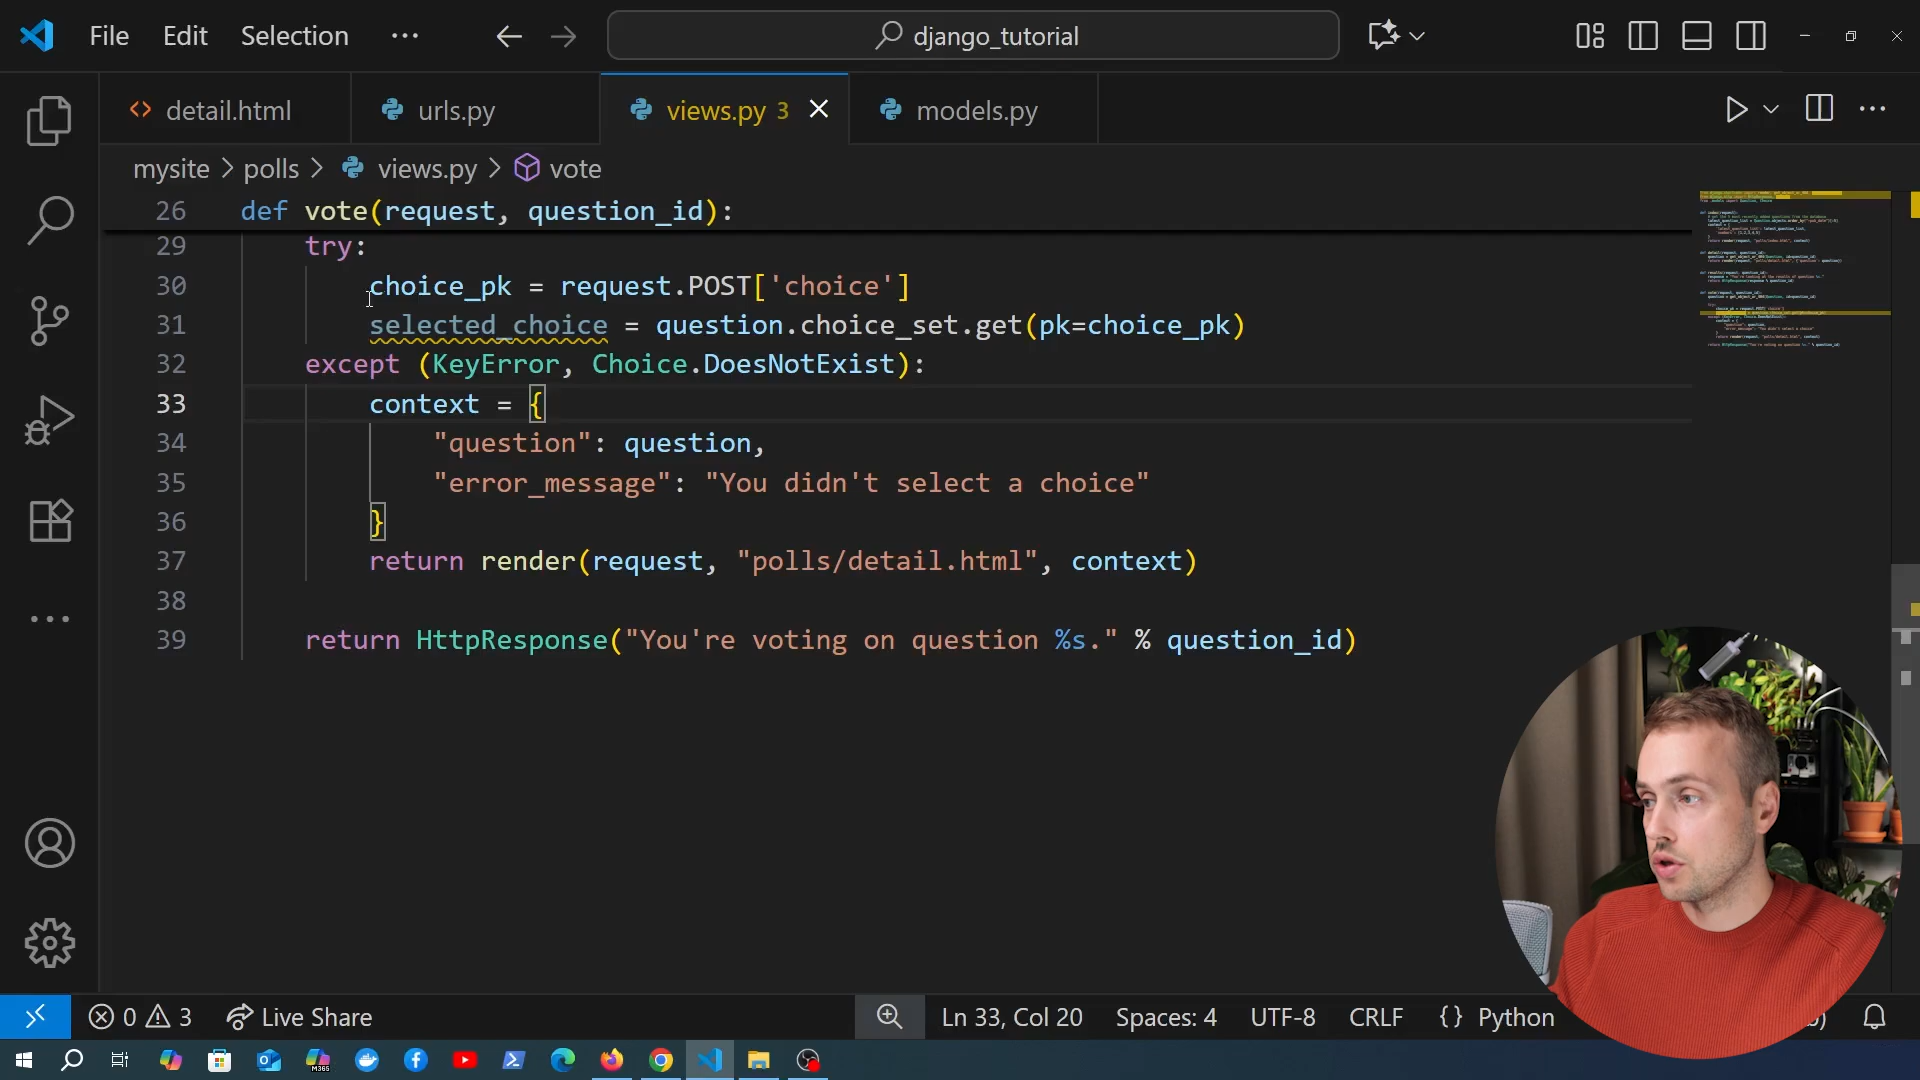 File Edit Selection ··· django_tutorial
detail.html urls.py views.py 3 models.py
mysite > polls > views.py > vote
26 def vote(request, question_id):
29 try:
30 choice_pk = request.POST['choice']
31 selected_choice = question.choice_set.get(pk=choice_pk)
32 except (KeyError, Choice.DoesNotExist):
33 context = {
34 "question": question,
35 "error_message": "You didn't select a choice"
36 }
37 return render(request, "polls/detail.html", context)
38
39 return HttpResponse("You're voting on question %s." % question_id)
0 3 Live Share Ln 33, Col 20 Spaces: 4 UTF-8 CRLF {} Python
M365